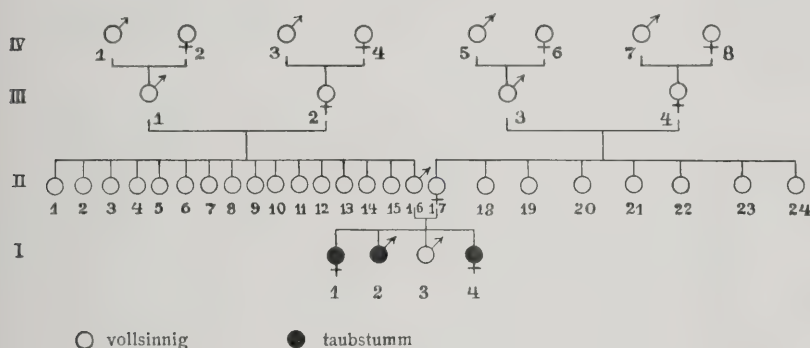 IV
1 2 3 4 5 6 7 8
III
1 2 3 4
II
1 2 3 4 5 6 7 8 9 10 11 12 13 14 15 16 17 18 19 20 21 22 23 24
I
1 2 3 4
vollsinnig taubstumm